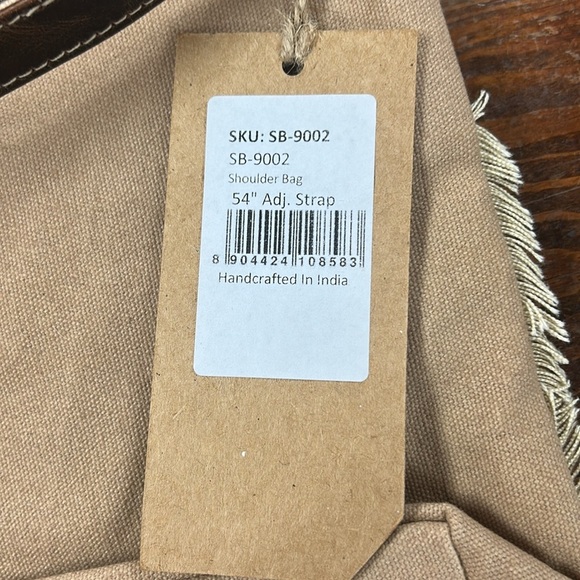 SKU: SB-9002
SB-9002
Shoulder Bag
54" Adj. Strap
8 904424 108583
Handcrafted In India